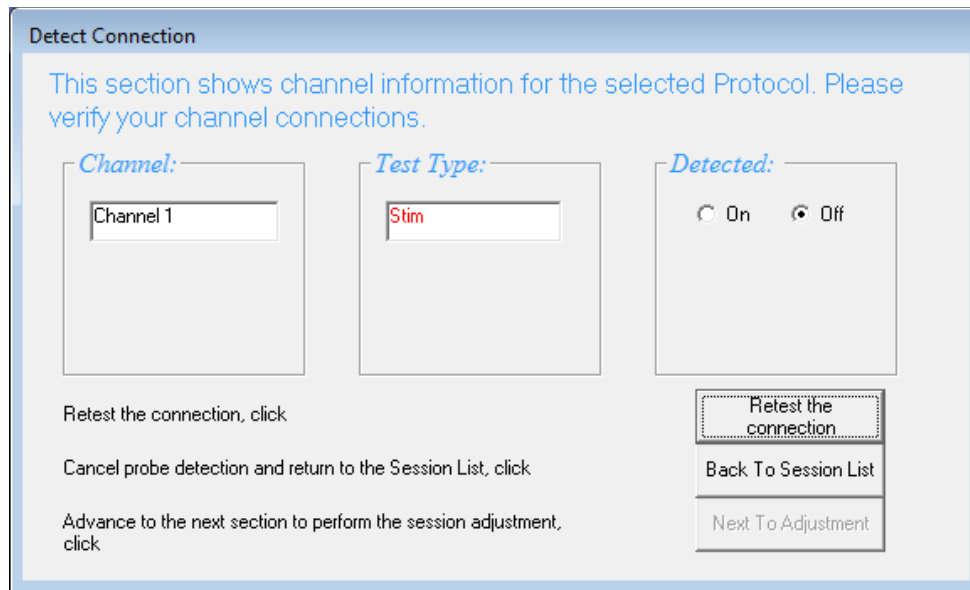 Detect Connection
This section shows channel information for the selected Protocol. Please
verify your channel connections.
Channel:
Channel 1
Test Type:
Stim
Detected:
On
Off
Retest the connection, click
Retest the
connection
Cancel probe detection and return to the Session List, click
Back To Session List
Advance to the next section to perform the session adjustment,
click
Next To Adjustment